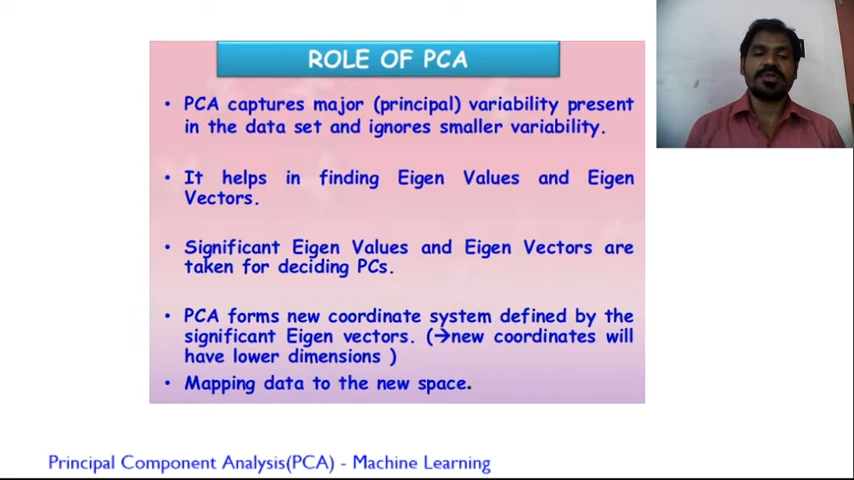 ROLE OF PCA
• PCA captures major (principal) variability present
in the data set and ignores smaller variability.
• It helps in finding Eigen Values and Eigen
Vectors.
• Significant Eigen Values and Eigen Vectors are
taken for deciding PCs.
• PCA forms new coordinate system defined by the
significant Eigen vectors. (→new coordinates will
have lower dimensions )
• Mapping data to the new space.
Principal Component Analysis(PCA) - Machine Learning